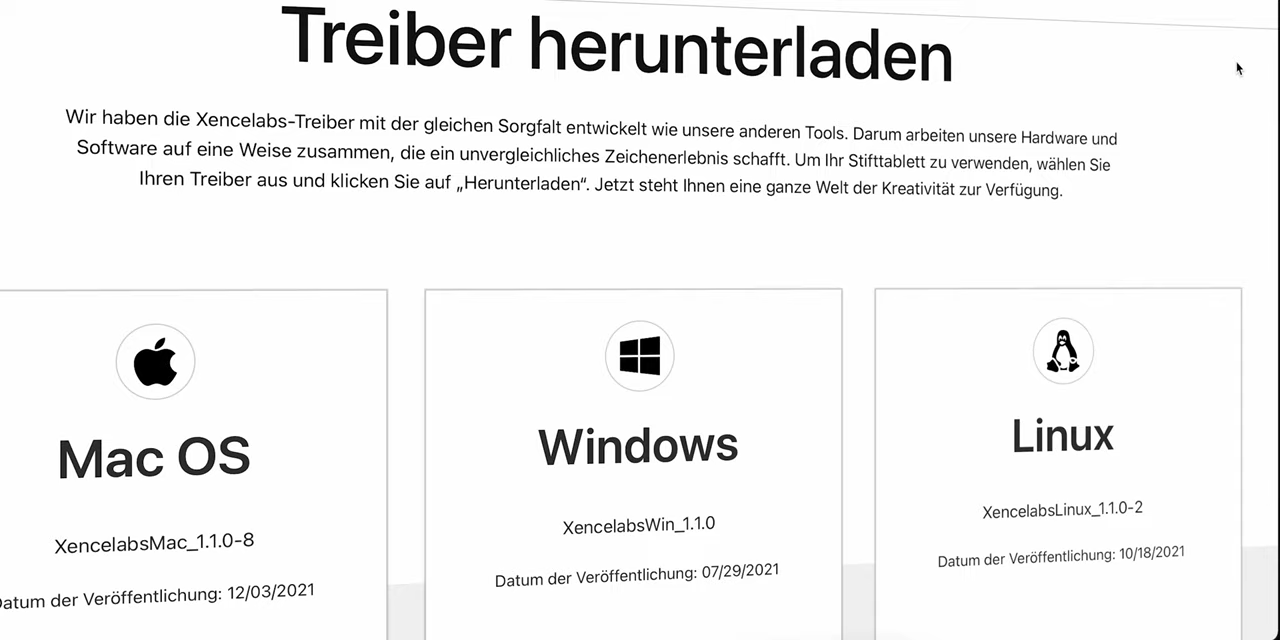 Treiber herunterladen
Wir haben die Xencelabs-Treiber mit der gleichen Sorgfalt entwickelt wie unsere anderen Tools. Darum arbeiten unsere Hardware und
Software auf eine Weise zusammen, die ein unvergleichliches Zeichenerlebnis schafft. Um Ihr Stifttablett zu verwenden, wählen Sie
Ihren Treiber aus und klicken Sie auf „Herunterladen“. Jetzt steht Ihnen eine ganze Welt der Kreativität zur Verfügung.
Mac OS
XencelabsMac_1.1.0-8
Datum der Veröffentlichung: 12/03/2021
Windows
XencelabsWin_1.1.0
Datum der Veröffentlichung: 07/29/2021
Linux
XencelabsLinux_1.1.0-2
Datum der Veröffentlichung: 10/18/2021